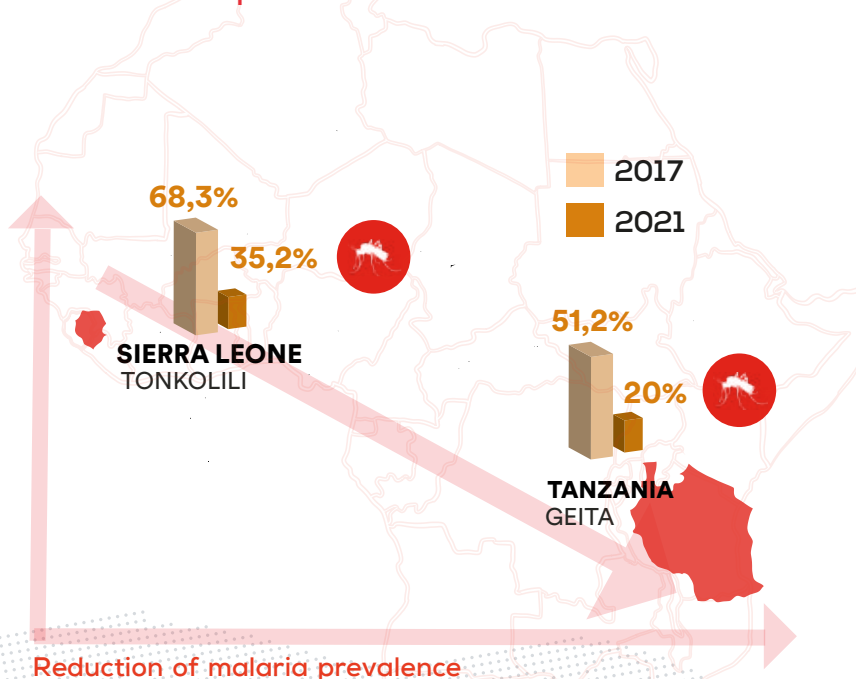 2017
2021
68,3%
35,2%
SIERRA LEONE
TONKOLILI
51,2%
20%
TANZANIA
GEITA
Reduction of malaria prevalence